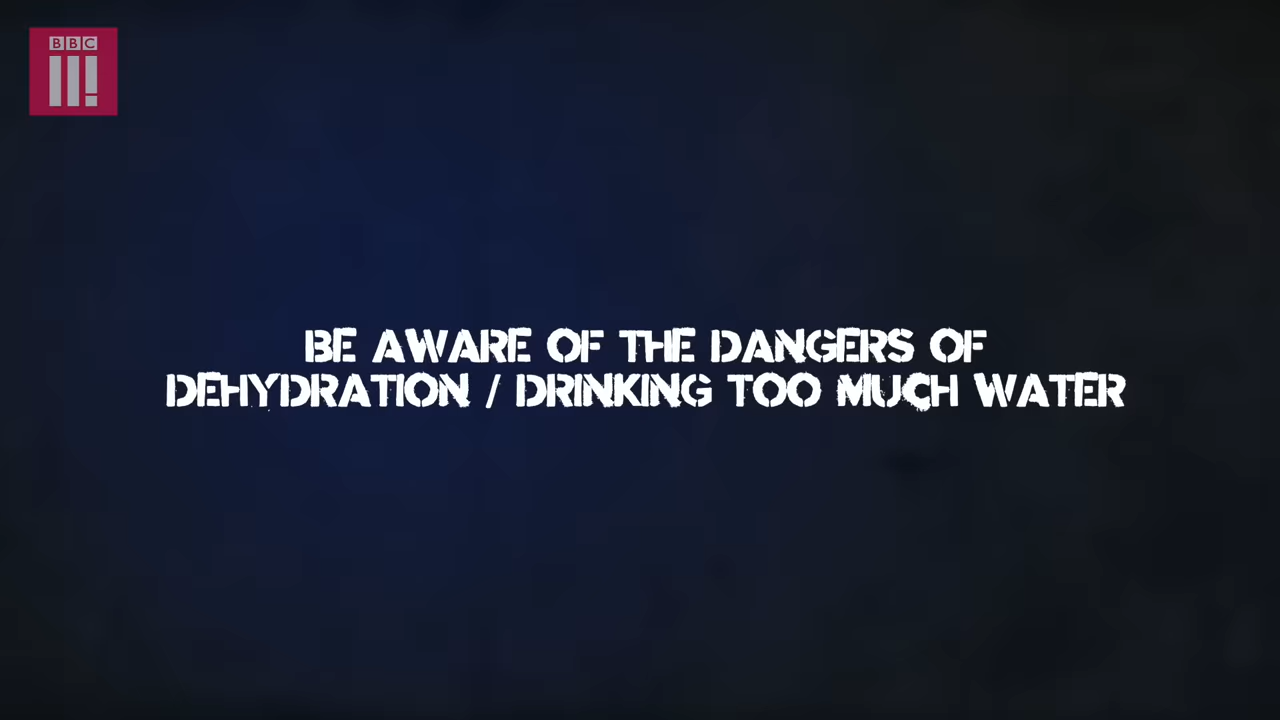 BBC
BE AWARE OF THE DANGERS OF
DEHYDRATION / DRINKING TOO MUCH WATER